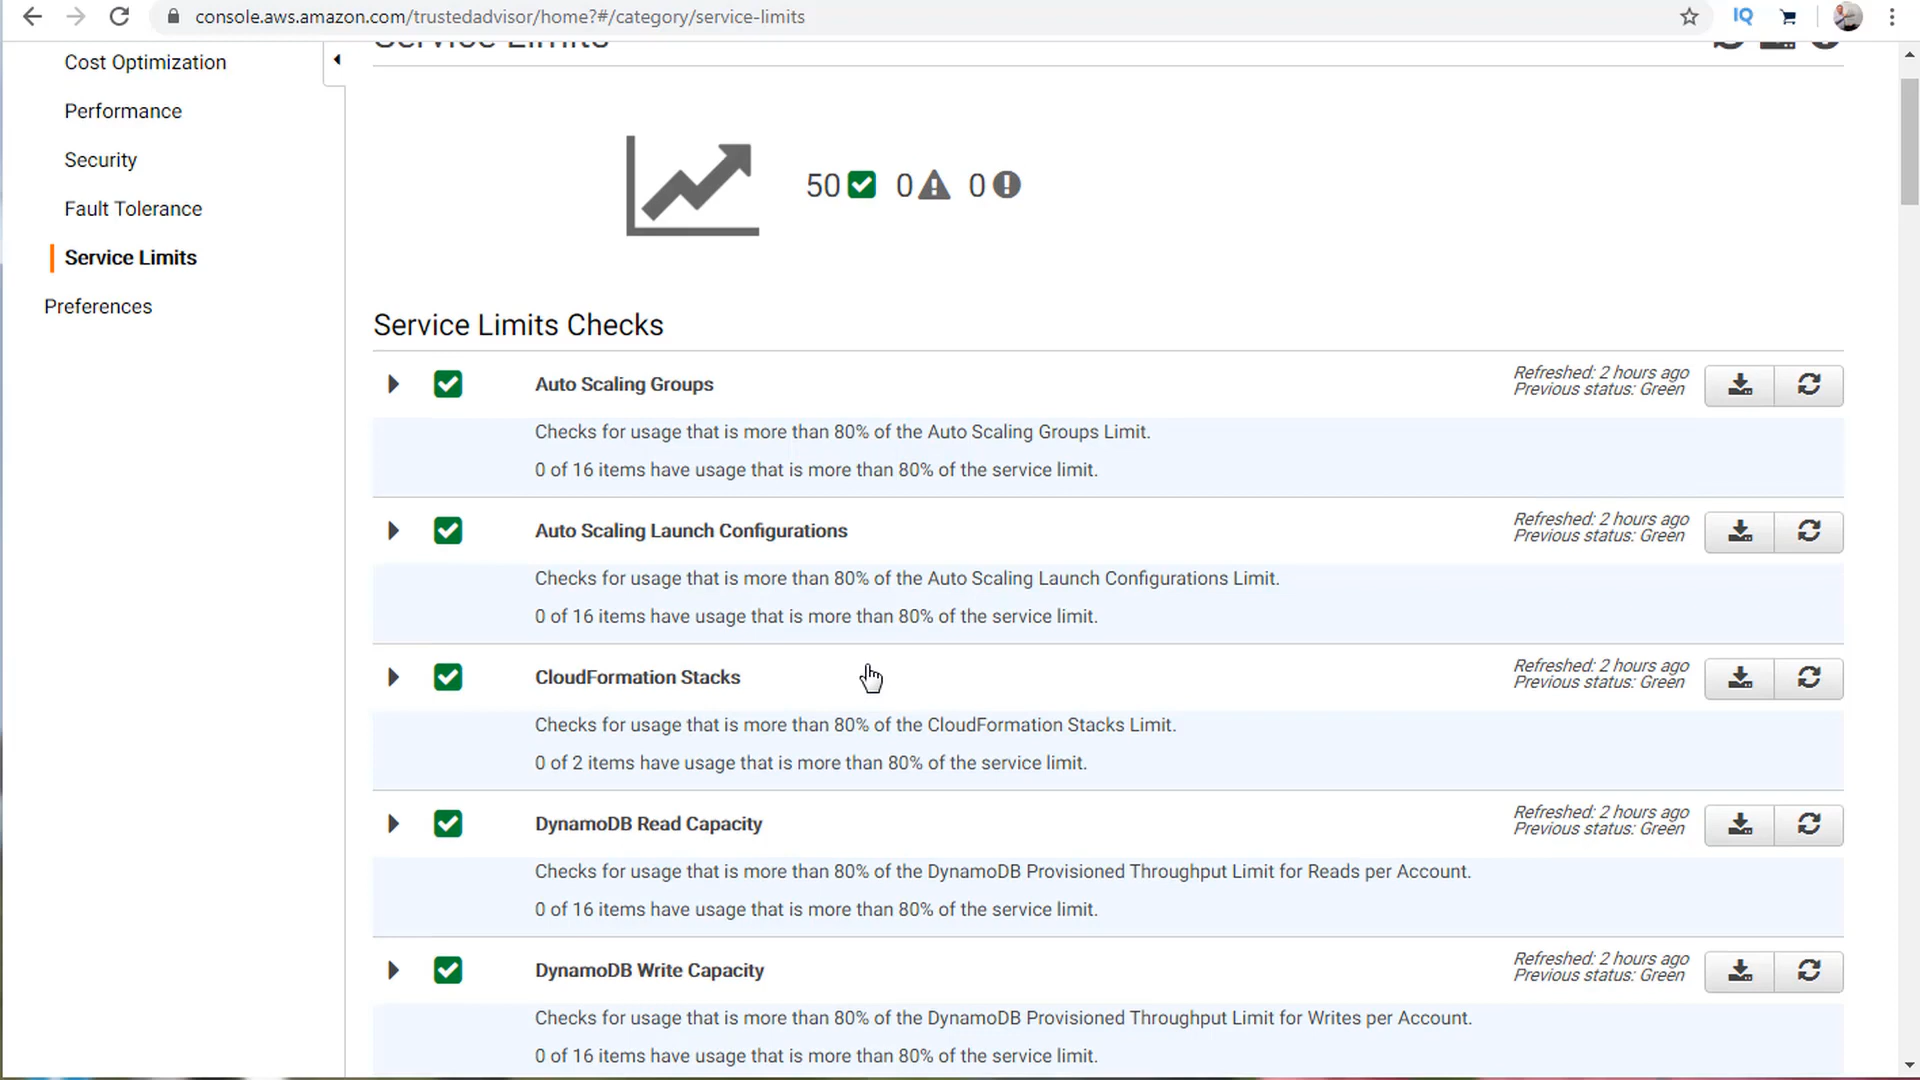 console.aws.amazon.com/trustedadvisor/home?#/category/service-limits
IQ
Cost Optimization
Performance
Security
Fault Tolerance
Service Limits
Preferences
Service Limits
50 0 0
Service Limits Checks
Auto Scaling Groups
Refreshed: 2 hours ago
Previous status: Green
Checks for usage that is more than 80% of the Auto Scaling Groups Limit.
0 of 16 items have usage that is more than 80% of the service limit.
Auto Scaling Launch Configurations
Refreshed: 2 hours ago
Previous status: Green
Checks for usage that is more than 80% of the Auto Scaling Launch Configurations Limit.
0 of 16 items have usage that is more than 80% of the service limit.
CloudFormation Stacks
Refreshed: 2 hours ago
Previous status: Green
Checks for usage that is more than 80% of the CloudFormation Stacks Limit.
0 of 2 items have usage that is more than 80% of the service limit.
DynamoDB Read Capacity
Refreshed: 2 hours ago
Previous status: Green
Checks for usage that is more than 80% of the DynamoDB Provisioned Throughput Limit for Reads per Account.
0 of 16 items have usage that is more than 80% of the service limit.
DynamoDB Write Capacity
Refreshed: 2 hours ago
Previous status: Green
Checks for usage that is more than 80% of the DynamoDB Provisioned Throughput Limit for Writes per Account.
0 of 16 items have usage that is more than 80% of the service limit.